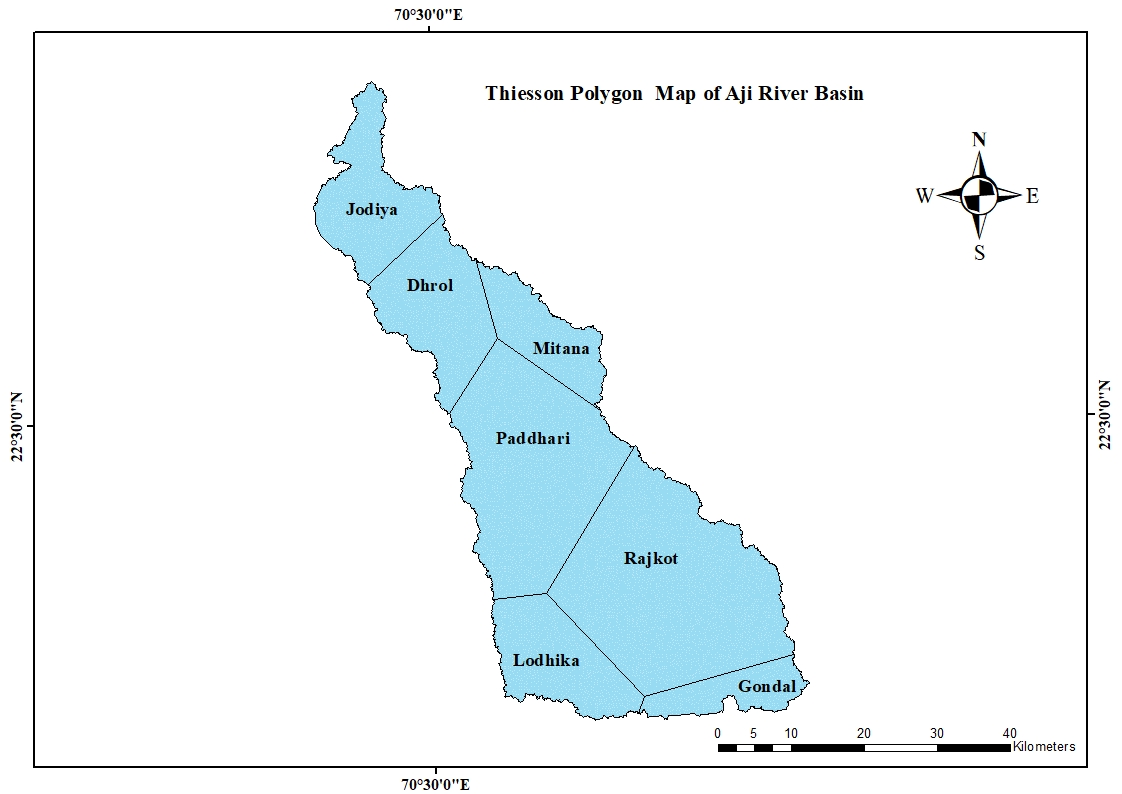 70°30'0"E
Thiesson Polygon  Map of Aji River Basin
N
W E
S
Jodiya
Dhrol
Mitana
22°30'0"N
22°30'0"N
Paddhari
Rajkot
Lodhika
Gondal
0 5 10 20 30 40
Kilometers
70°30'0"E